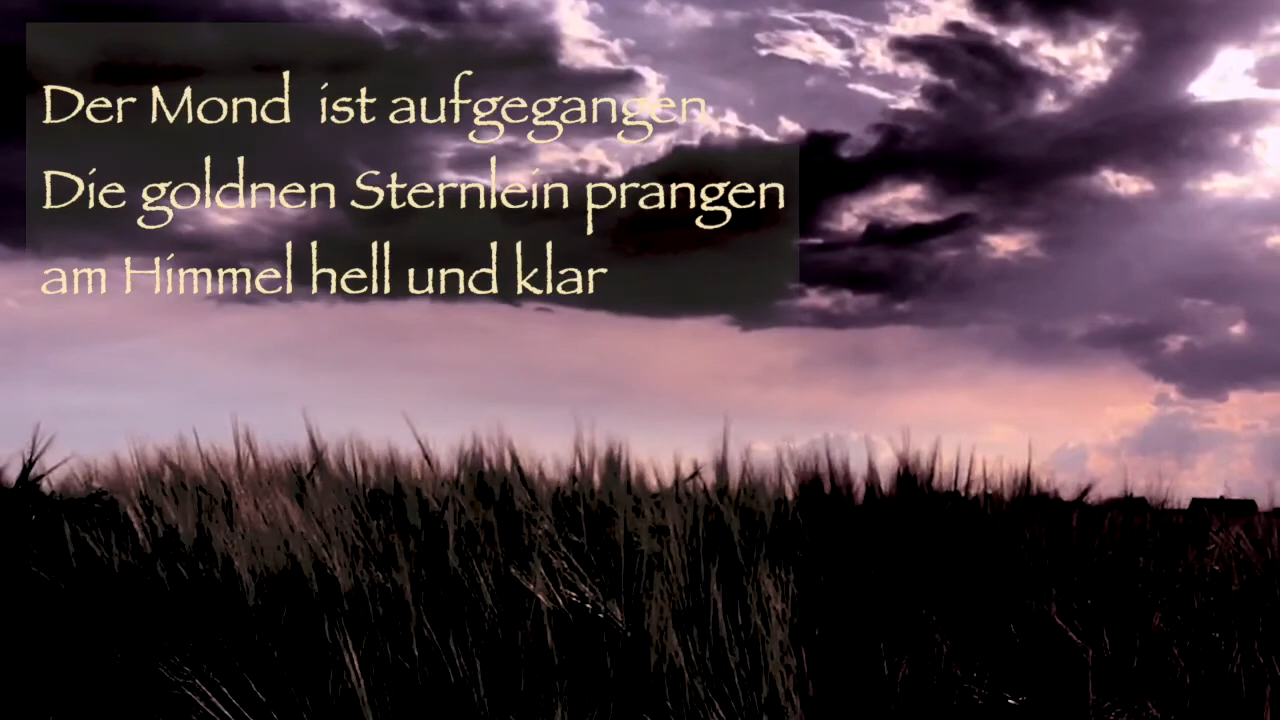 Der Mond ist aufgegangen,
Die goldnen Sternlein prangen
am Himmel hell und klar